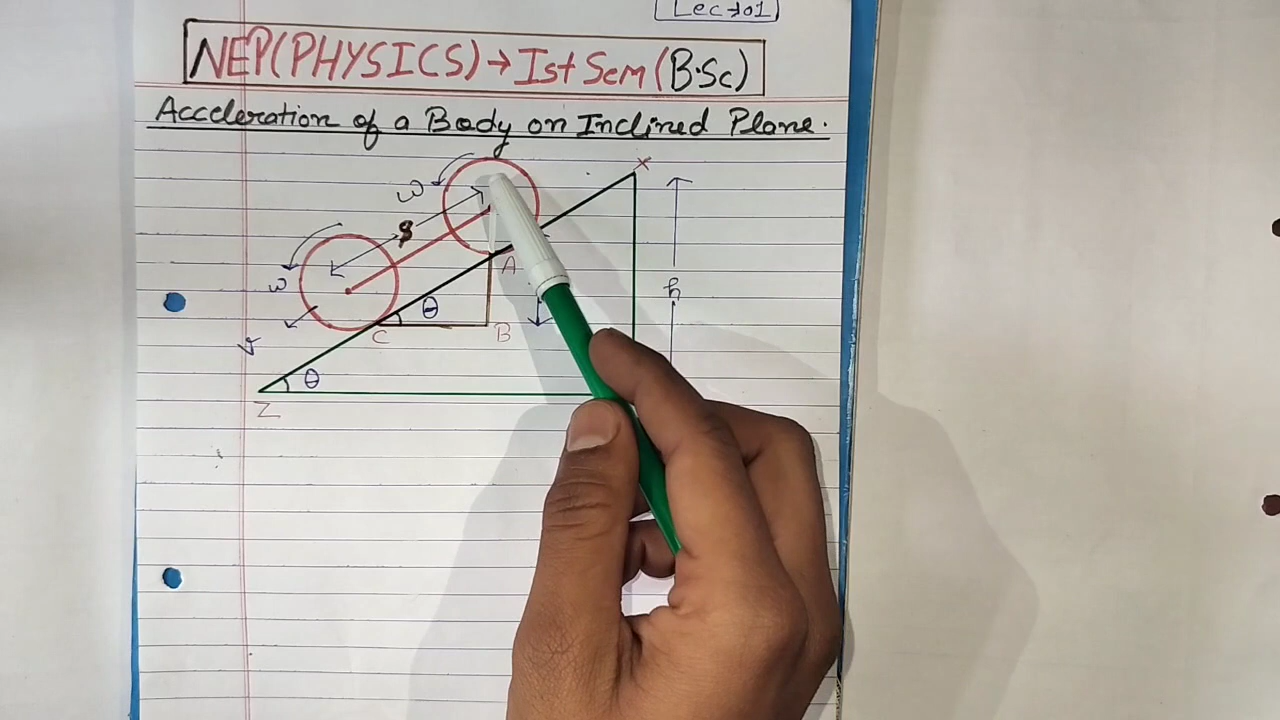 Lec → 01
NEP(PHYSICS) → Ist Sem (B.Sc)
Acceleration of a Body on Inclined Plane.
X
ω
S
A
ω
θ
h
C
B
v
θ
Z